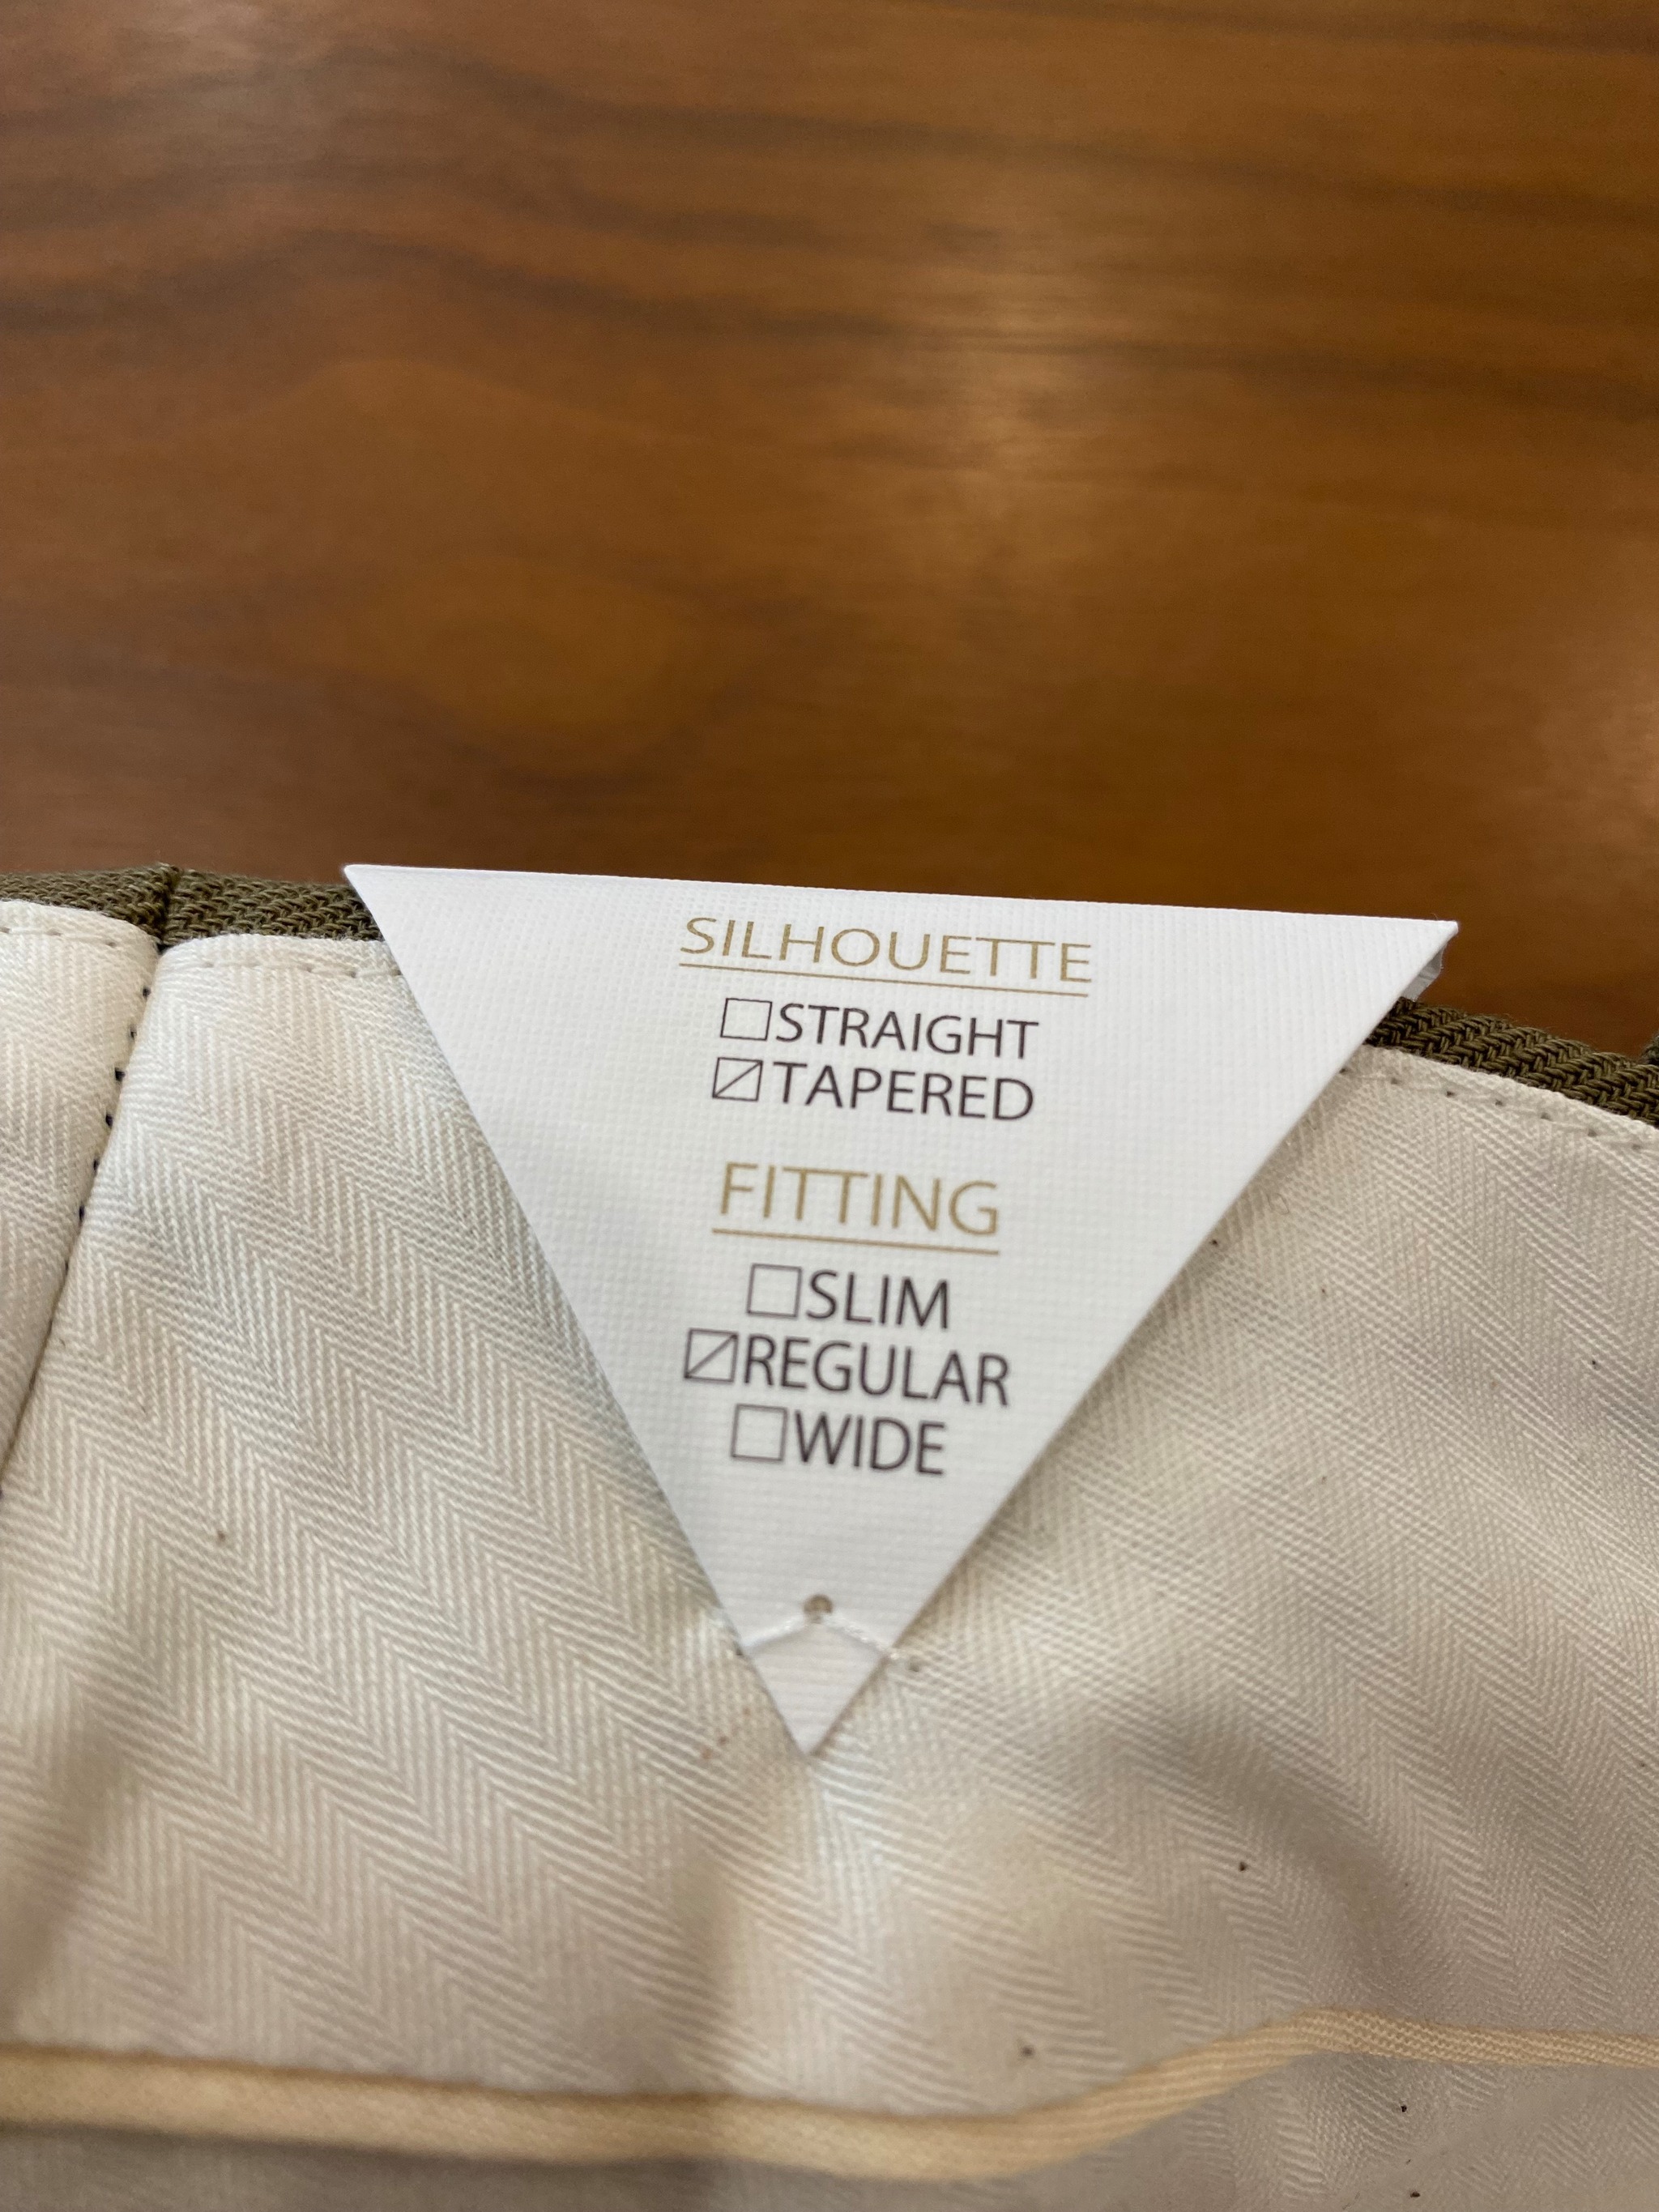 SILHOUETTE
☐STRAIGHT
☑TAPERED
FITTING
☐SLIM
☑REGULAR
☐WIDE